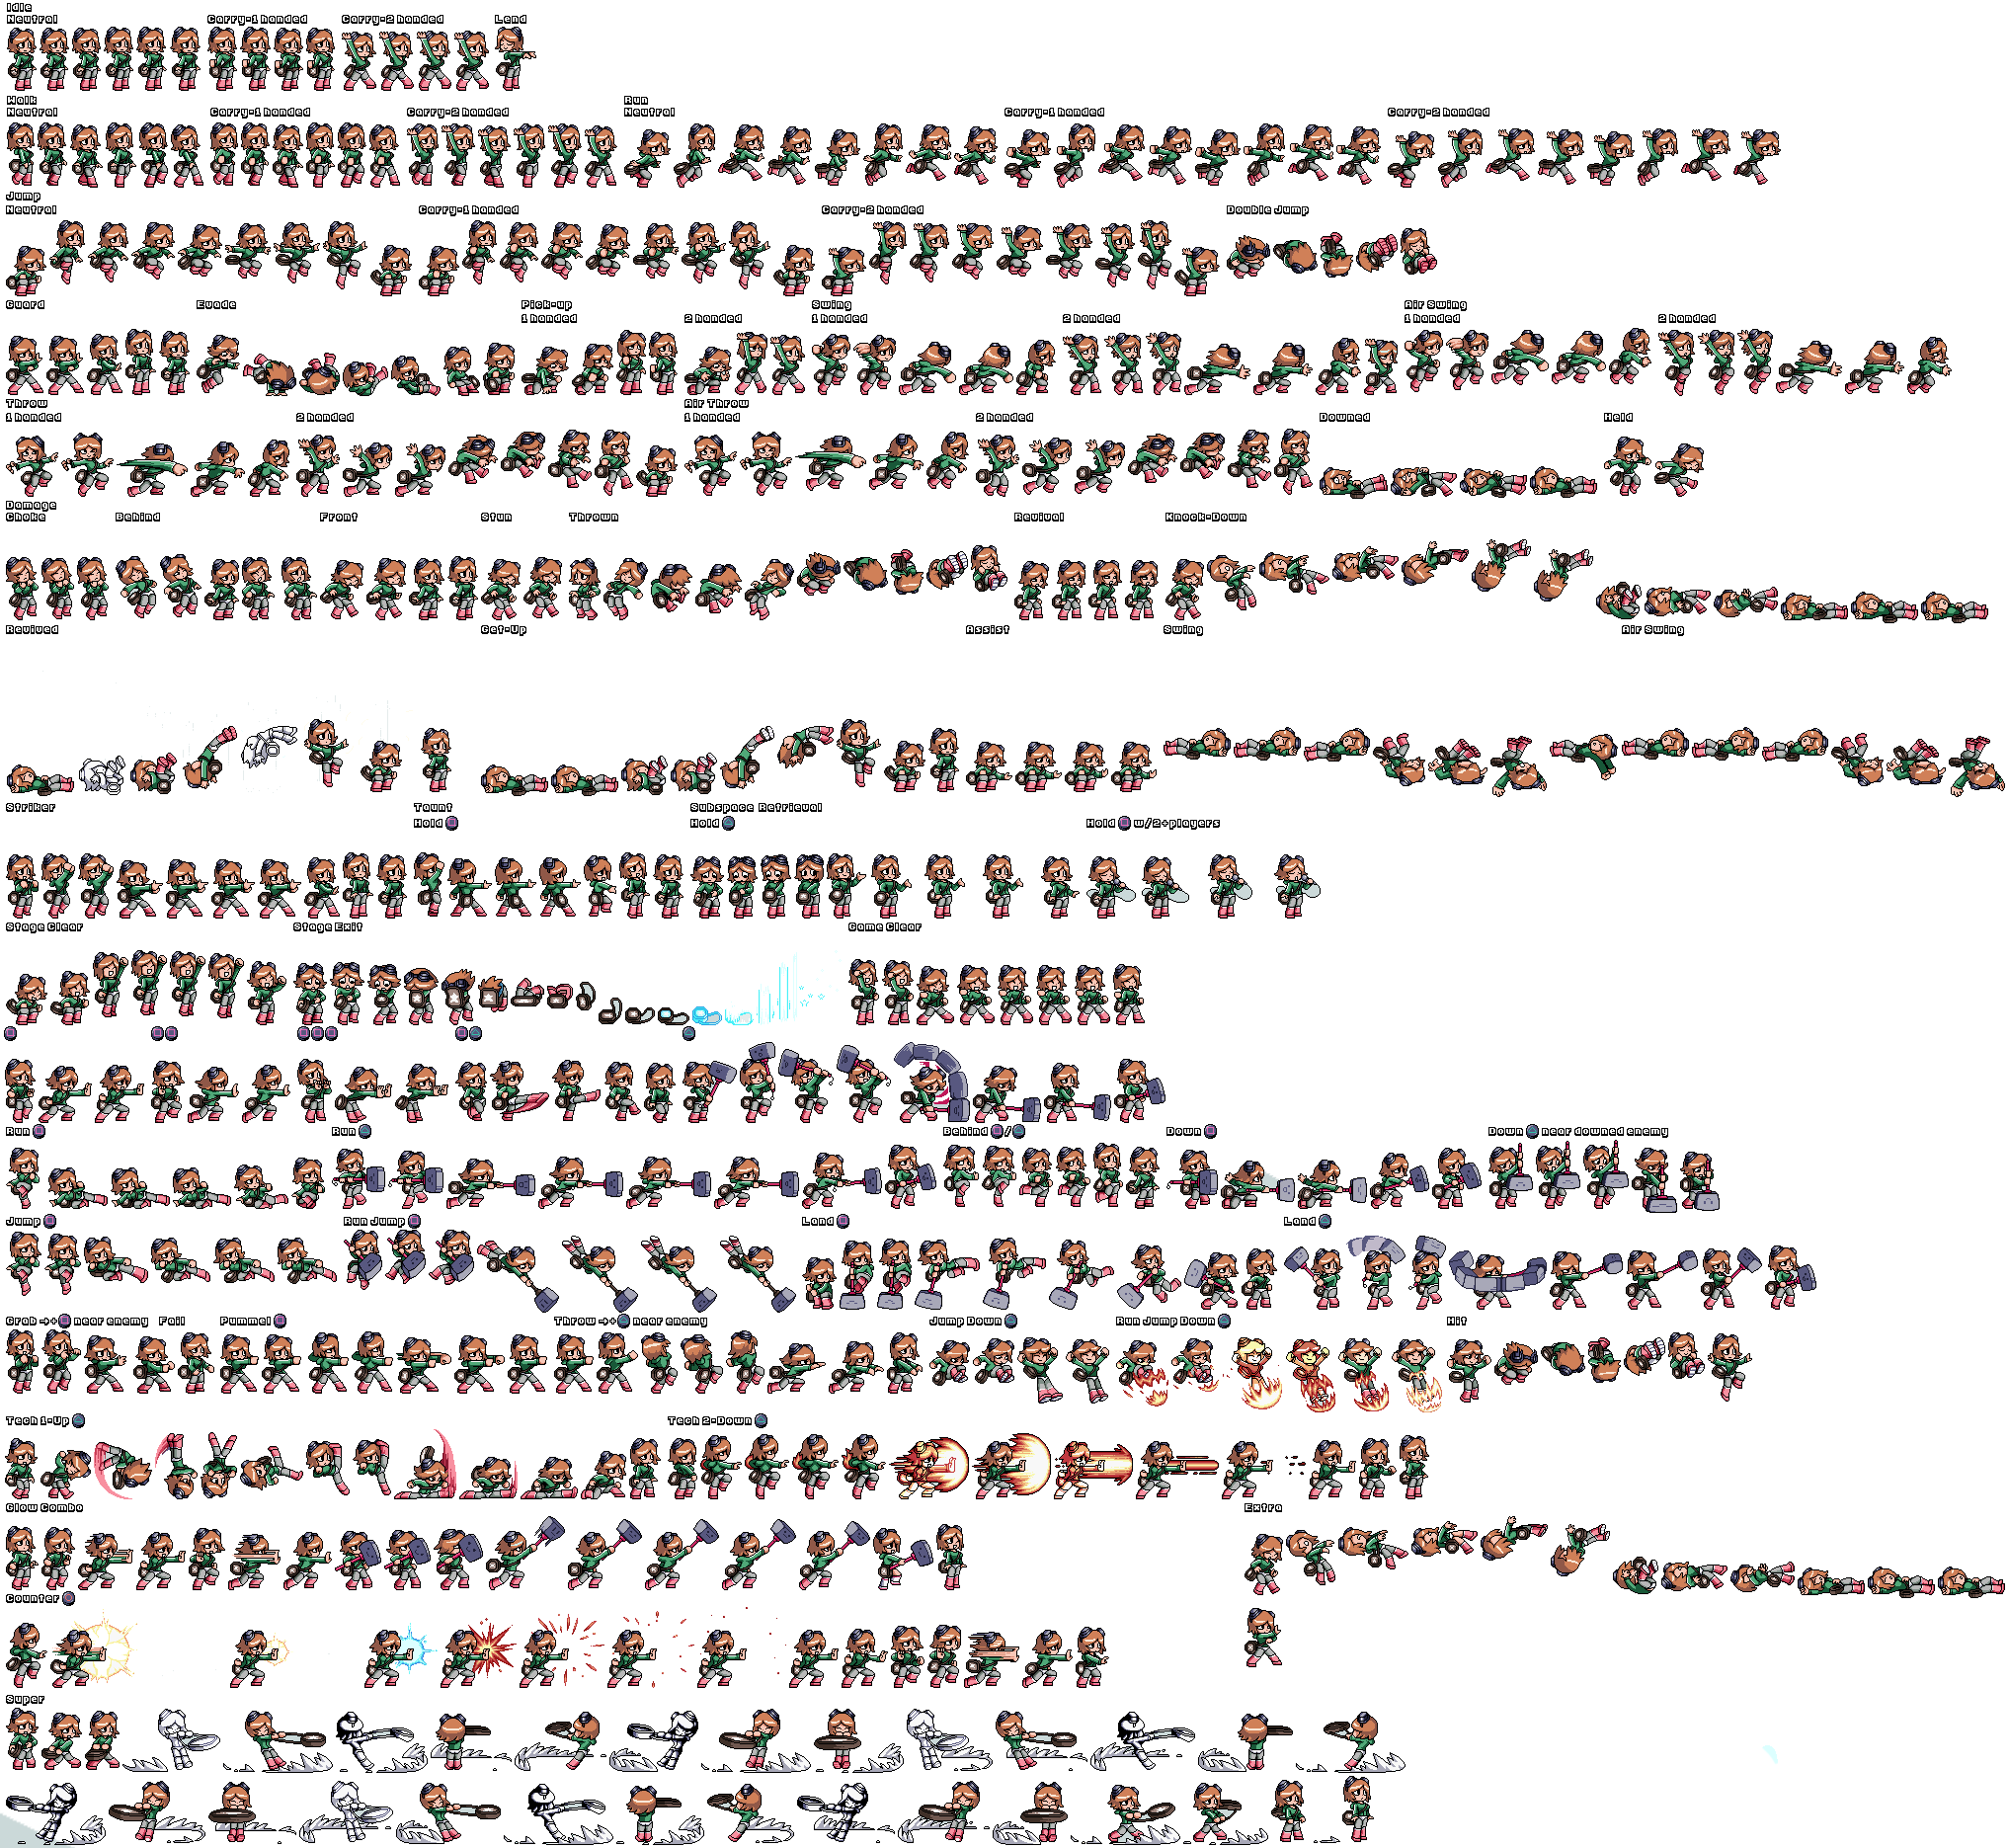 Idle
Neutral Carry-1 handed Carry-2 handed Land
Walk Run
Neutral Carry-1 handed Carry-2 handed Neutral Carry-1 handed Carry-2 handed
Jump
Neutral Carry-1 handed Carry-2 handed Double Jump
Guard Evade Pick-up Swing Air Swing
1 handed 2 handed 1 handed 2 handed 1 handed 2 handed
Throw Air Throw
1 handed 2 handed 1 handed 2 handed Downed Held
Damage
Choke Behind Front Stun Thrown Revival Knock-Down
Revived Get-Up Assist Swing Air Swing
Striker Taunt Subspace Retrieval
Hold Hold Hold w/2+players
Stage Clear Stage Exit Game Clear
Run Run Behind / Down Down near downed enemy
Jump Run Jump Land Land
Grab →+ near enemy Fail Pummel Throw →+ near enemy Jump Down Run Jump Down Hit
Tech 1-Up Tech 2-Down
Glow Combo Extra
Counter
Super